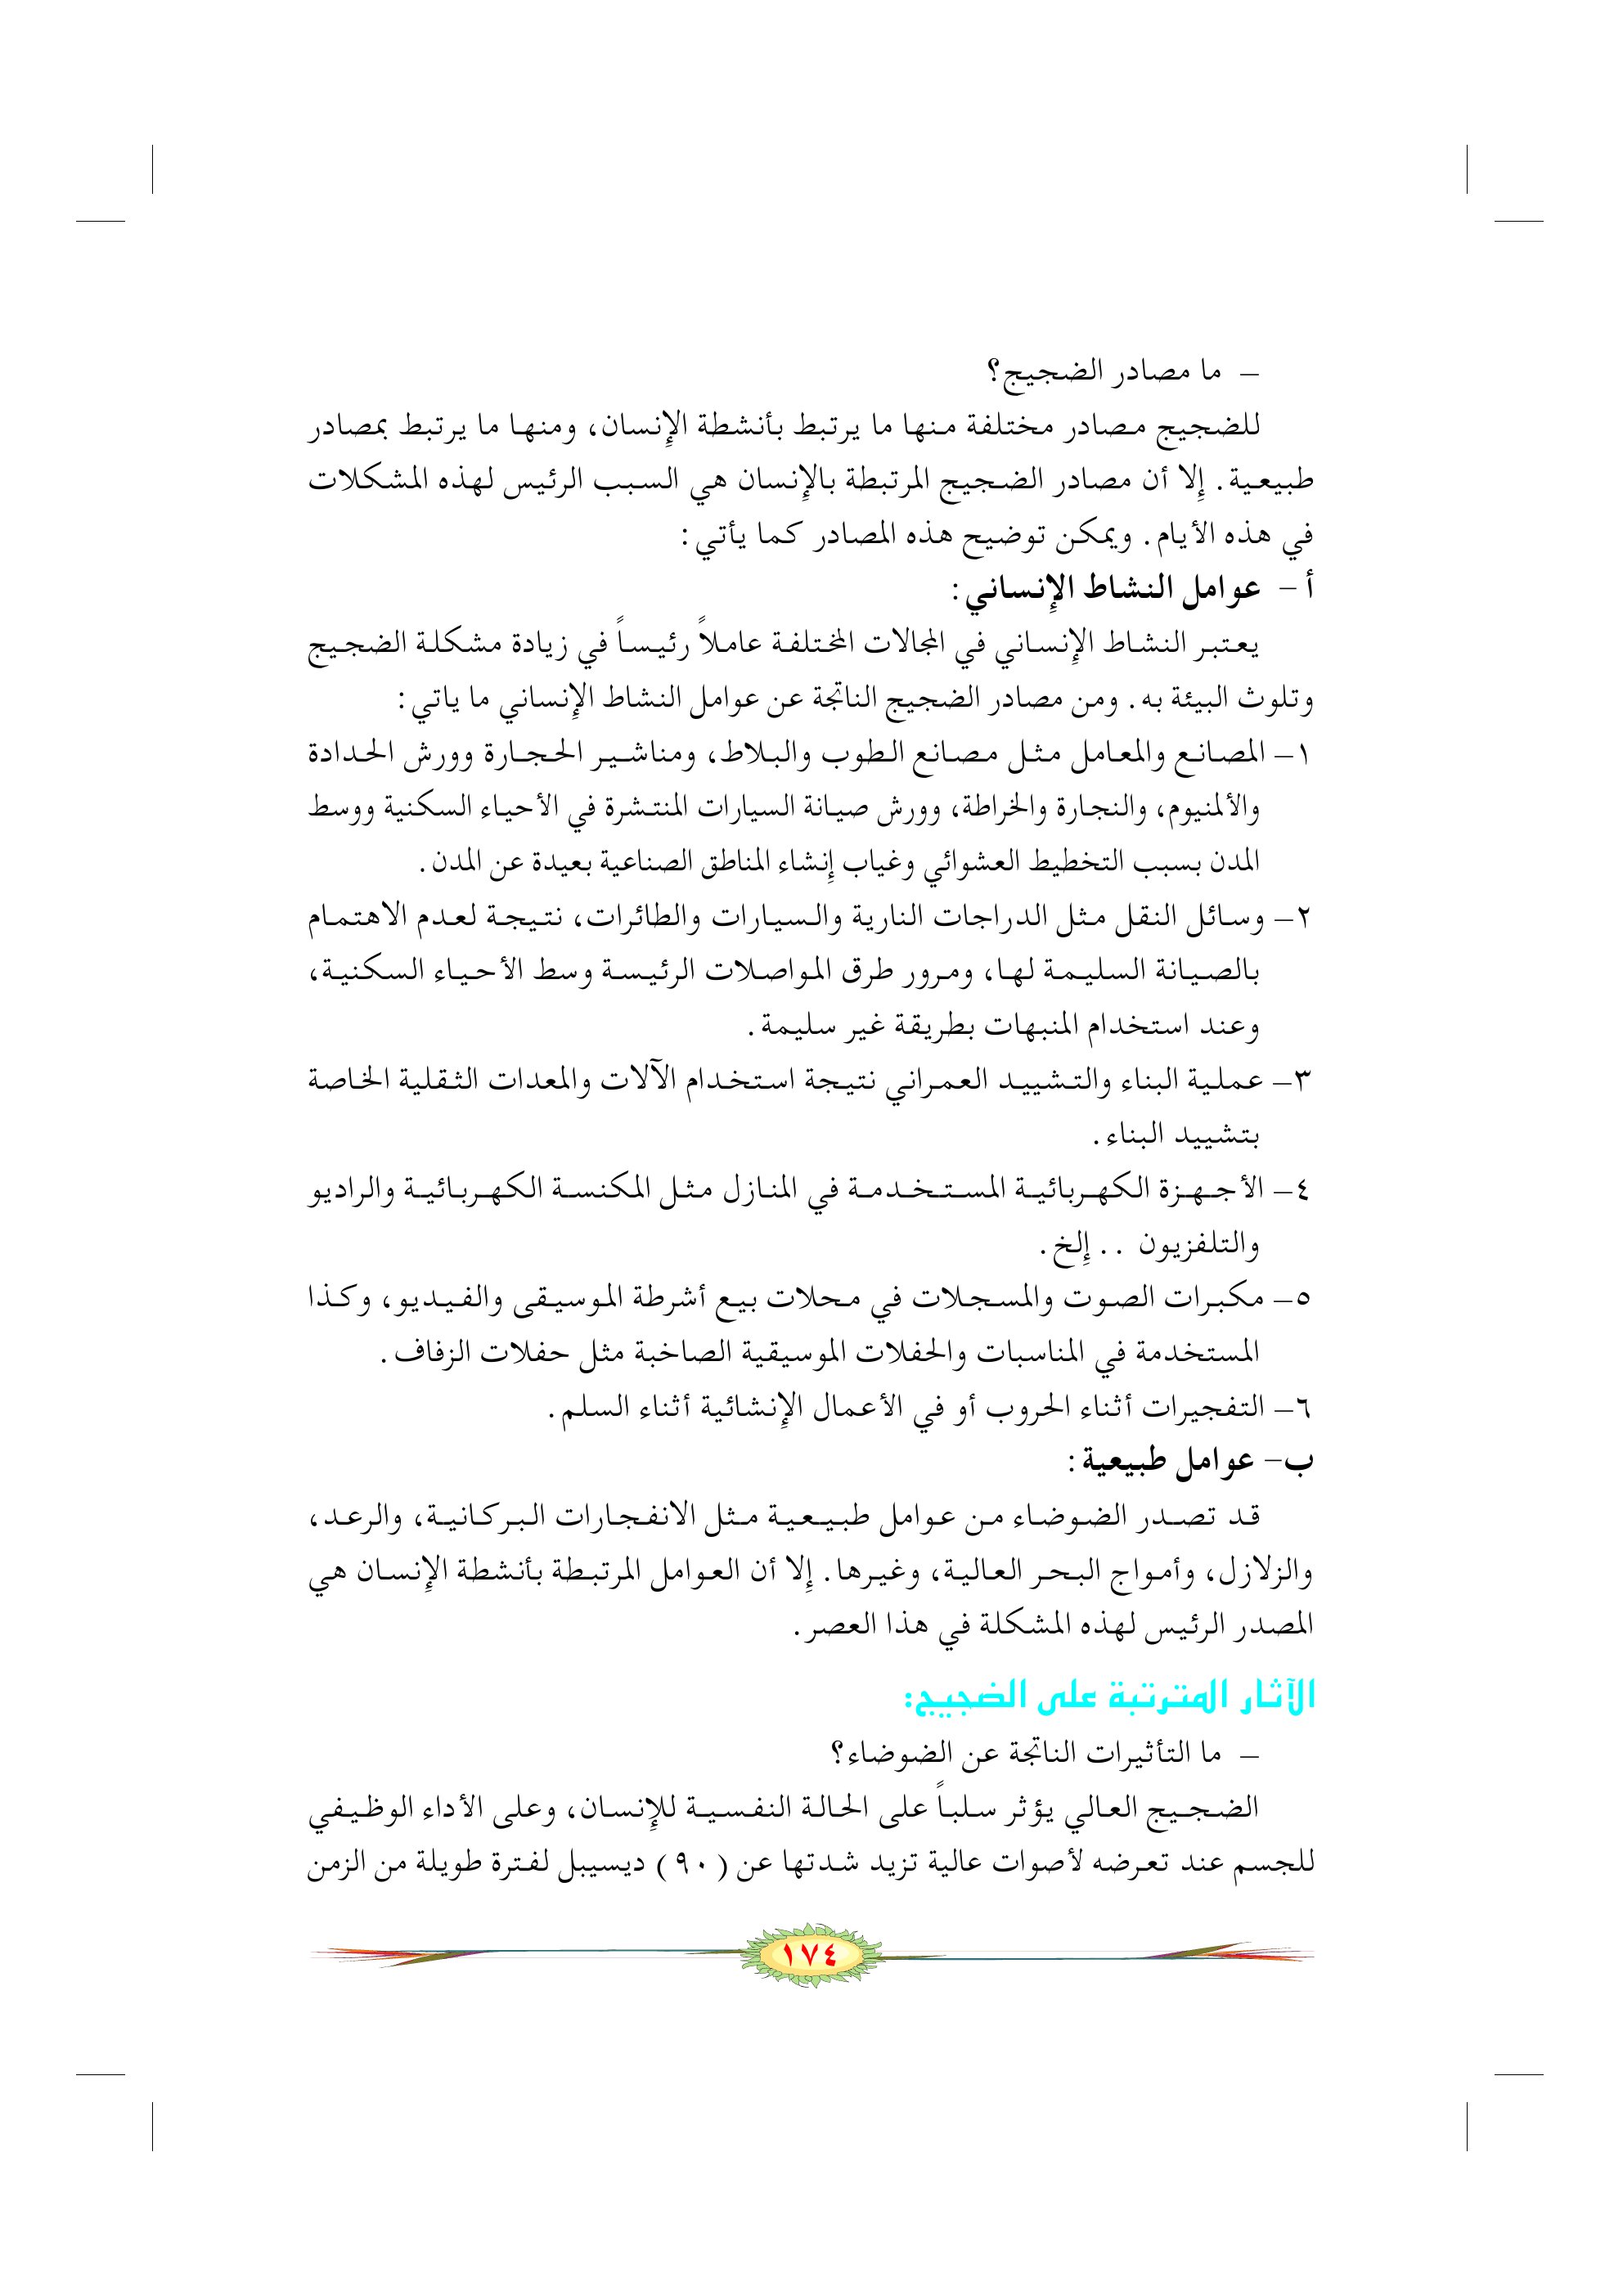 – ما مصادر الضجيج؟
للضجيج مصادر مختلفة منها ما يرتبط بأنشطة الإنسان، ومنها ما يرتبط بمصادر
طبيعية. إلا أن مصادر الضجيج المرتبطة بالإنسان هي السبب الرئيس لهذه المشكلات
في هذه الأيام. ويمكن توضيح هذه المصادر كما يأتي:
أ – عوامل النشاط الإنساني:
يعتبر النشاط الإنساني في المجالات المختلفة عاملاً رئيساً في زيادة مشكلة الضجيج
وتلوث البيئة به. ومن مصادر الضجيج الناتجة عن عوامل النشاط الإنساني ما ياتي:
١– المصانع والمعامل مثل مصانع الطوب والبلاط، ومناشير الحجارة وورش الحدادة
والألمنيوم، والنجارة والخراطة، وورش صيانة السيارات المنتشرة في الأحياء السكنية ووسط
المدن بسبب التخطيط العشوائي وغياب إنشاء المناطق الصناعية بعيدة عن المدن.
٢– وسائل النقل مثل الدراجات النارية والسيارات والطائرات، نتيجة لعدم الاهتمام
بالصيانة السليمة لها، ومرور طرق المواصلات الرئيسة وسط الأحياء السكنية،
وعند استخدام المنبهات بطريقة غير سليمة.
٣– عملية البناء والتشييد العمراني نتيجة استخدام الآلات والمعدات الثقلية الخاصة
بتشييد البناء.
٤– الأجهزة الكهربائية المستخدمة في المنازل مثل المكنسة الكهربائية والراديو
والتلفزيون .. إلخ.
٥– مكبرات الصوت والمسجلات في محلات بيع أشرطة الموسيقى والفيديو، وكذا
المستخدمة في المناسبات والحفلات الموسيقية الصاخبة مثل حفلات الزفاف.
٦– التفجيرات أثناء الحروب أو في الأعمال الإنشائية أثناء السلم.
ب– عوامل طبيعية:
قد تصدر الضوضاء من عوامل طبيعية مثل الانفجارات البركانية، والرعد،
والزلازل، وأمواج البحر العالية، وغيرها. إلا أن العوامل المرتبطة بأنشطة الإنسان هي
المصدر الرئيس لهذه المشكلة في هذا العصر.
الآثار المترتبة على الضجيج:
– ما التأثيرات الناتجة عن الضوضاء؟
الضجيج العالي يؤثر سلباً على الحالة النفسية للإنسان، وعلى الأداء الوظيفي
للجسم عند تعرضه لأصوات عالية تزيد شدتها عن (٩٠) ديسيبل لفترة طويلة من الزمن
١٧٤